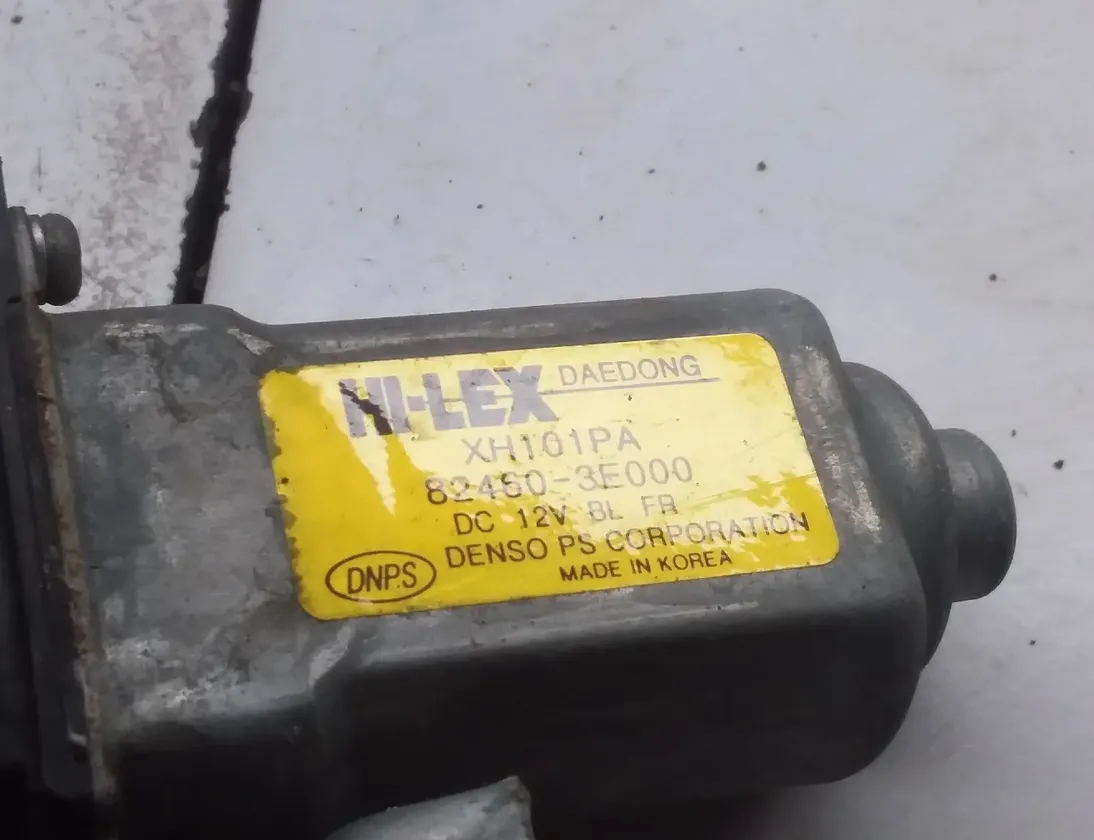 HI-LEX DAEDONG
XH101PA
82460-3E000
DC 12V BL FR
DENSO PS CORPORATION
DNPS
MADE IN KOREA